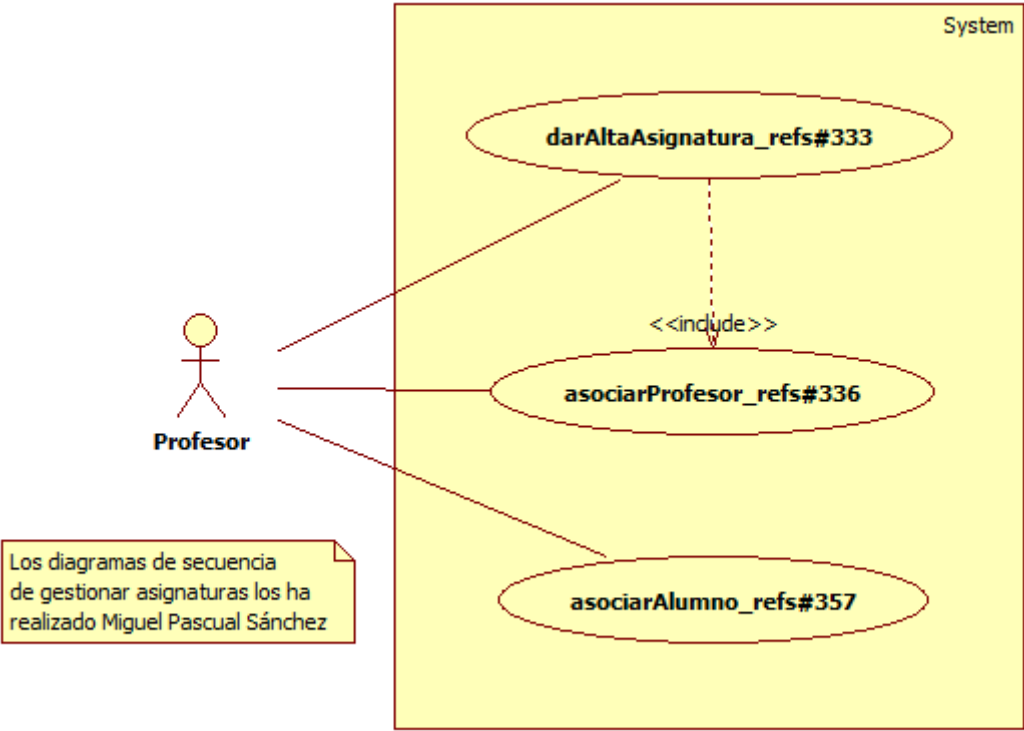 System
darAltaAsignatura_refs#333
<<include>>
asociarProfesor_refs#336
Profesor
Los diagramas de secuencia
de gestionar asignaturas los ha
realizado Miguel Pascual Sánchez
asociarAlumno_refs#357